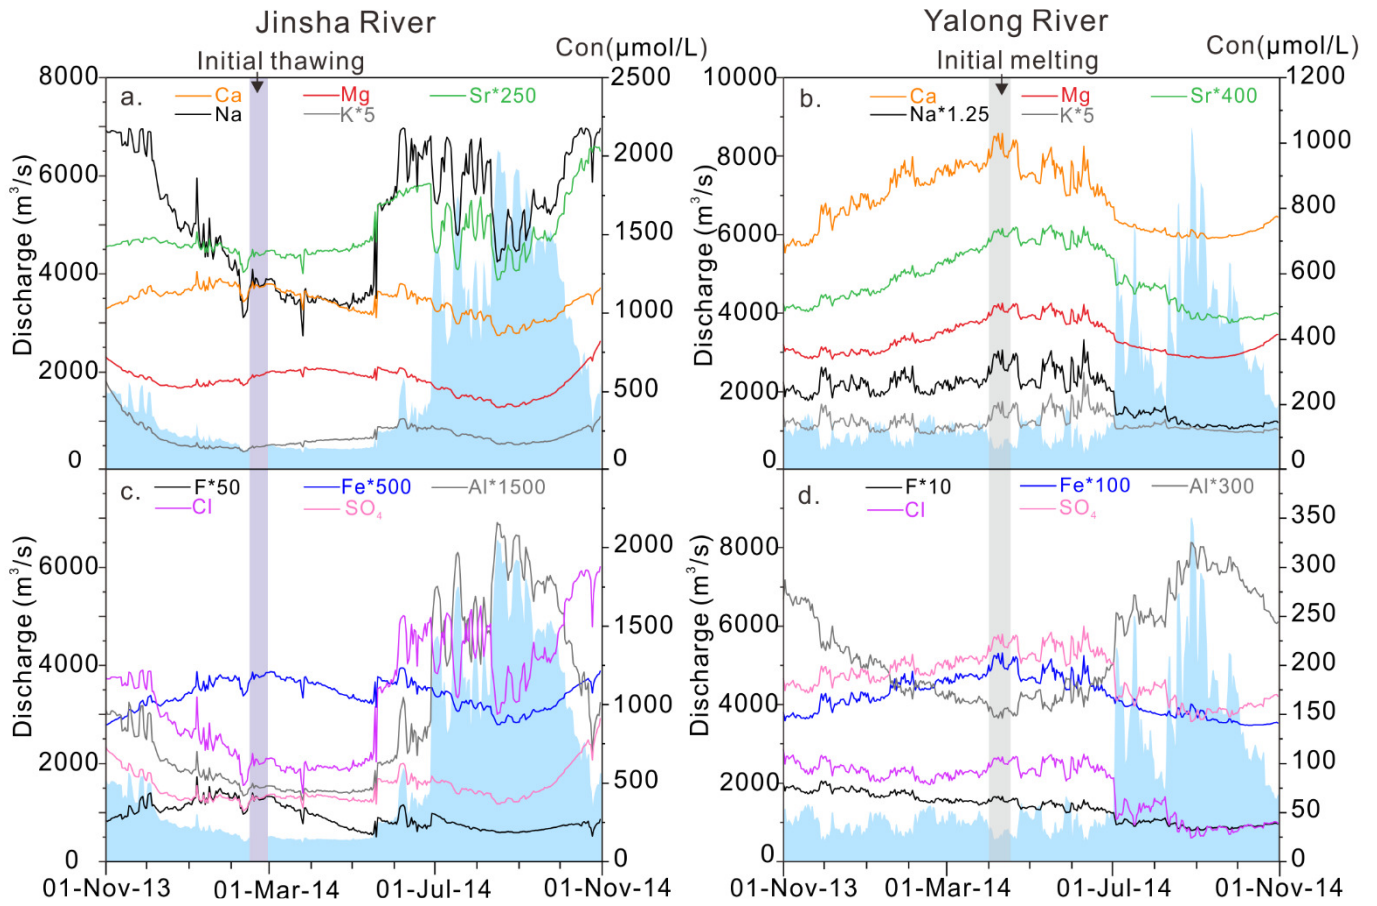 Jinsha River
Yalong River
Initial thawing
Con(μmol/L)
Initial melting
Con(μmol/L)
a.
Ca
Mg
Sr*250
Na
K*5
8000
6000
4000
2000
0
Discharge (m³/s)
2500
2000
1500
1000
500
0
b.
Ca
Mg
Sr*400
Na*1.25
K*5
10000
8000
6000
4000
2000
0
Discharge (m³/s)
1200
1000
800
600
400
200
0
c.
F*50
Fe*500
Al*1500
Cl
SO₄
6000
4000
2000
0
Discharge (m³/s)
2000
1500
1000
500
0
01-Nov-13
01-Mar-14
01-Jul-14
01-Nov-14
d.
F*10
Fe*100
Al*300
Cl
SO₄
8000
6000
4000
2000
0
Discharge (m³/s)
350
300
250
200
150
100
50
0
01-Nov-13
01-Mar-14
01-Jul-14
01-Nov-14